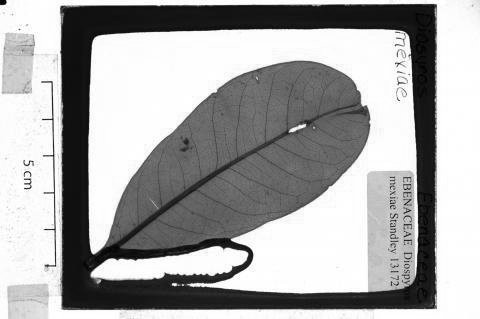 Diospyros
mexiae
Ebenaceae
EBENACEAE Diospyros
mexiae Standley 13172
5 cm